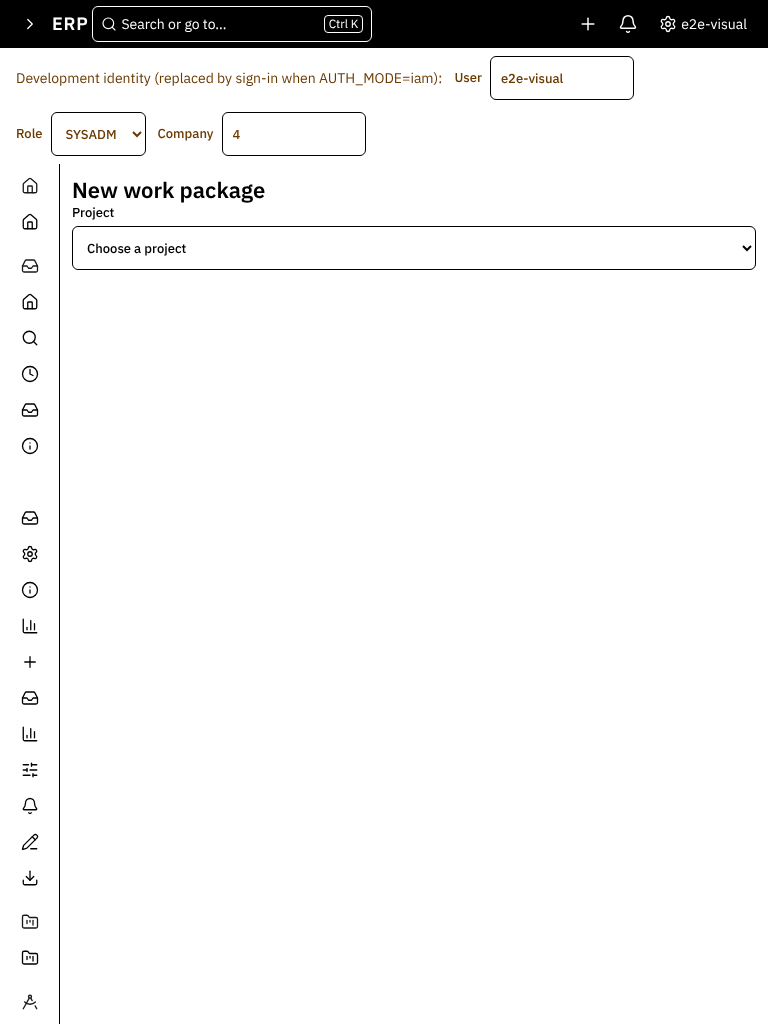 ERP Search or go to... Ctrl K e2e-visual
Development identity (replaced by sign-in when AUTH_MODE=iam): User e2e-visual
Role SYSADM Company 4
New work package
Project
Choose a project